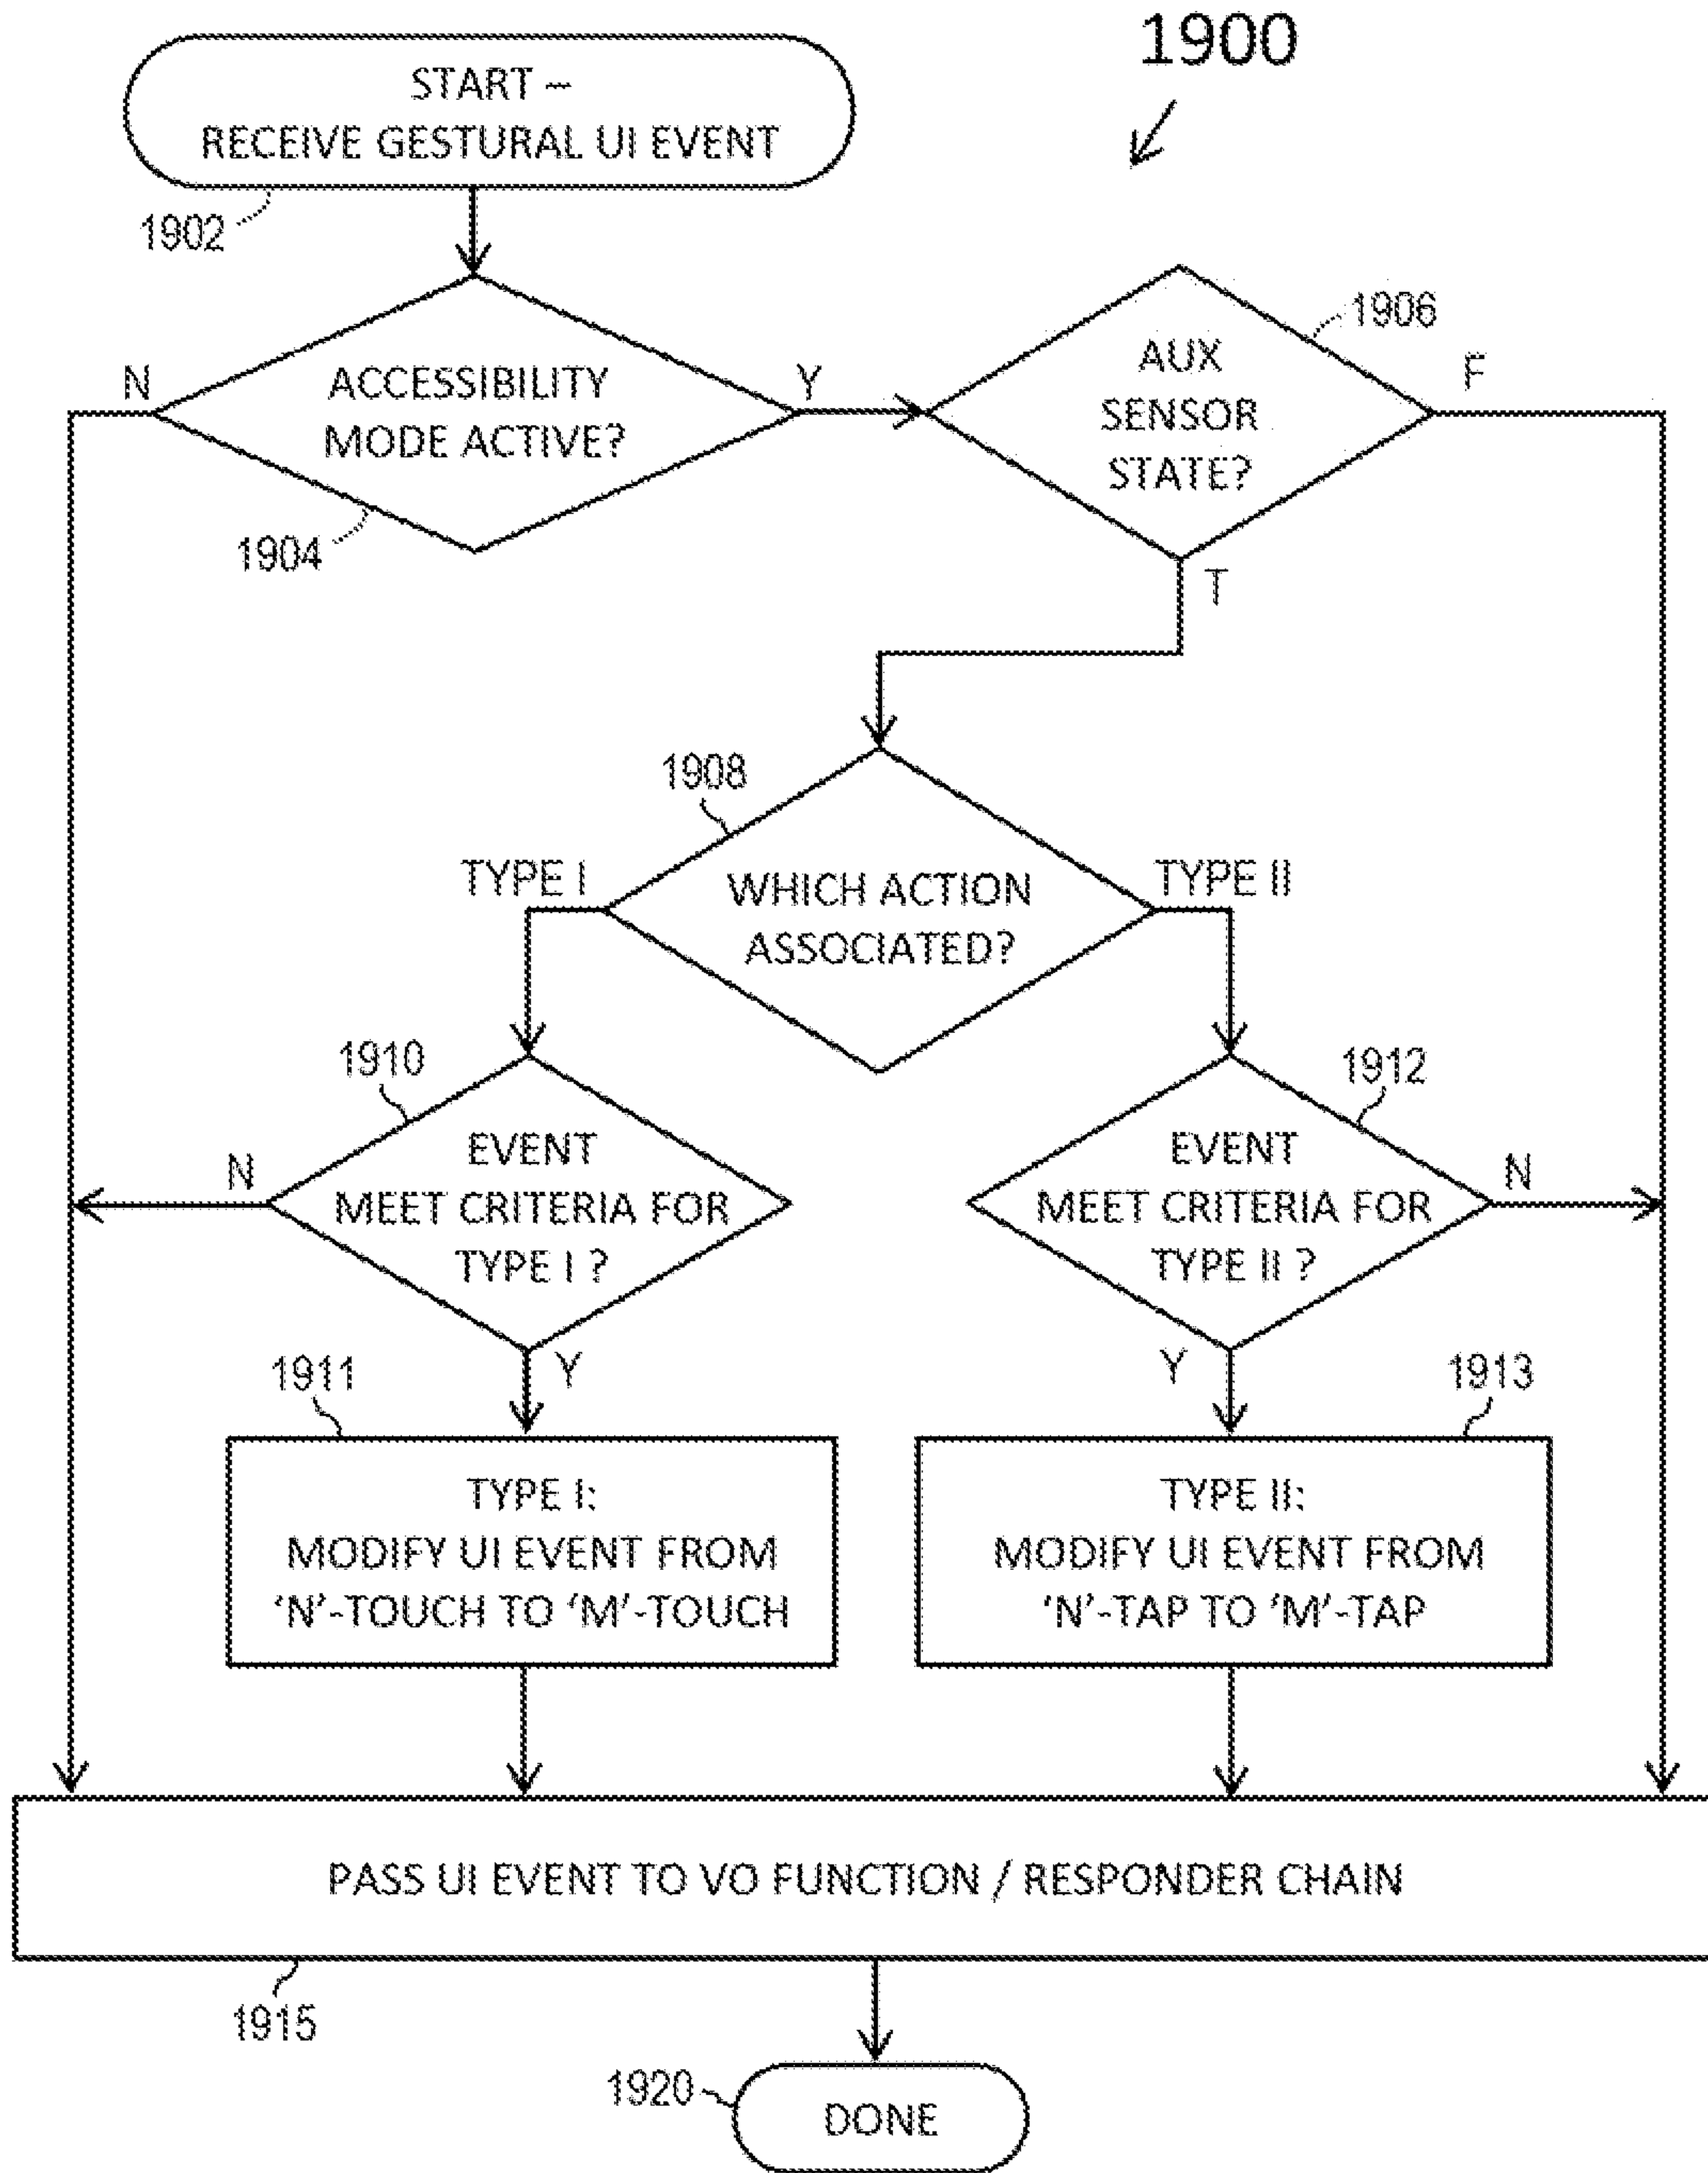 1900
START –
RECEIVE GESTURAL UI EVENT
1902
ACCESSIBILITY
MODE ACTIVE?
N
Y
1904
AUX
SENSOR
STATE?
1906
F
T
1908
TYPE I
WHICH ACTION
ASSOCIATED?
TYPE II
1910
EVENT
MEET CRITERIA FOR
TYPE I ?
N
Y
1912
EVENT
MEET CRITERIA FOR
TYPE II ?
N
Y
1911
TYPE I:
MODIFY UI EVENT FROM
‘N’-TOUCH TO ‘M’-TOUCH
1913
TYPE II:
MODIFY UI EVENT FROM
‘N’-TAP TO ‘M’-TAP
PASS UI EVENT TO VO FUNCTION / RESPONDER CHAIN
1915
1920
DONE